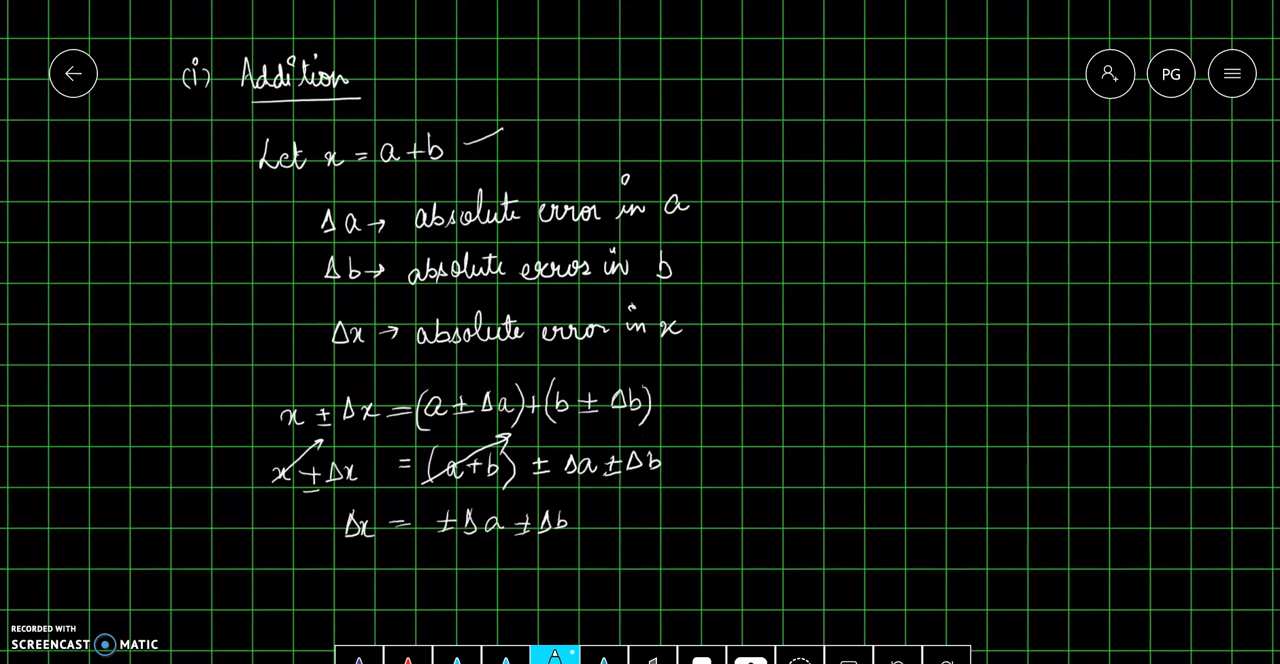 (i) Addition
PG
Let x = a+b
Δa → absolute error in a
Δb → absolute error in b
Δx → absolute error in x
x ± Δx = (a ± Δa)+(b ± Δb)
x ± Δx = (a+b) ± Δa ± Δb
Δx = ±Δa ±Δb
RECORDED WITH
SCREENCAST MATIC